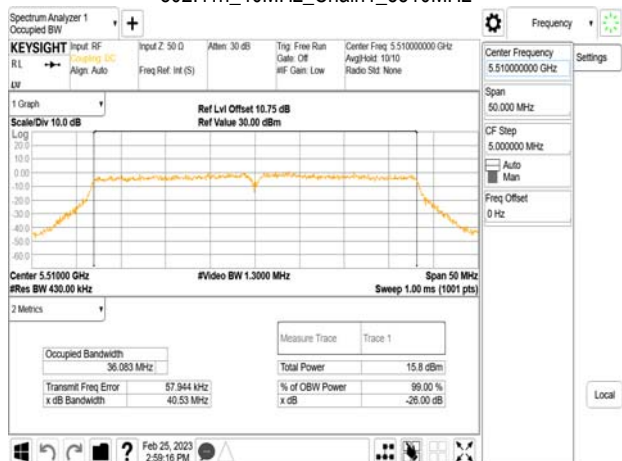 Spectrum Analyzer 1
Occupied BW
Frequency
KEYSIGHT
Input: RF
Coupling: DC
Align: Auto
Input Z: 50 Ω
Freq Ref: Int (S)
Atten: 30 dB
Trig: Free Run
Gate: Off
#IF Gain: Low
Center Freq: 5.510000000 GHz
Avg|Hold: 10/10
Radio Std: None
RL
LXI
Center Frequency
5.510000000 GHz
Settings
Span
50.000 MHz
CF Step
5.000000 MHz
Auto
Man
Freq Offset
0 Hz
1 Graph
Ref Lvl Offset 10.75 dB
Scale/Div 10.0 dB
Ref Value 30.00 dBm
Log
20.0
10.0
0.00
-10.0
-20.0
-30.0
-40.0
-50.0
-60.0
Center 5.51000 GHz
#Video BW 1.3000 MHz
Span 50 MHz
#Res BW 430.00 kHz
Sweep 1.00 ms (1001 pts)
2 Metrics
Measure Trace
Trace 1
Occupied Bandwidth
36.083 MHz
Total Power
15.8 dBm
Transmit Freq Error
57.944 kHz
% of OBW Power
99.00 %
x dB Bandwidth
40.53 MHz
x dB
-26.00 dB
Local
Feb 25, 2023
2:59:16 PM